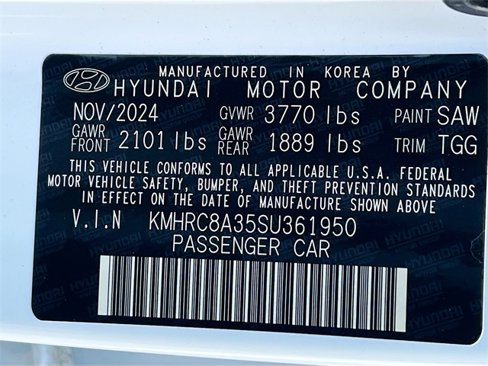 MANUFACTURED IN KOREA BY
HYUNDAI MOTOR COMPANY
NOV/2024 GVWR 3770 lbs PAINT SAW
GAWR FRONT 2101 lbs GAWR REAR 1889 lbs TRIM TGG
THIS VEHICLE CONFORMS TO ALL APPLICABLE U.S.A. FEDERAL
MOTOR VEHICLE SAFETY, BUMPER, AND THEFT PREVENTION STANDARDS
IN EFFECT ON THE DATE OF MANUFACTURE SHOWN ABOVE.
V.I.N KMHRC8A35SU361950
PASSENGER CAR